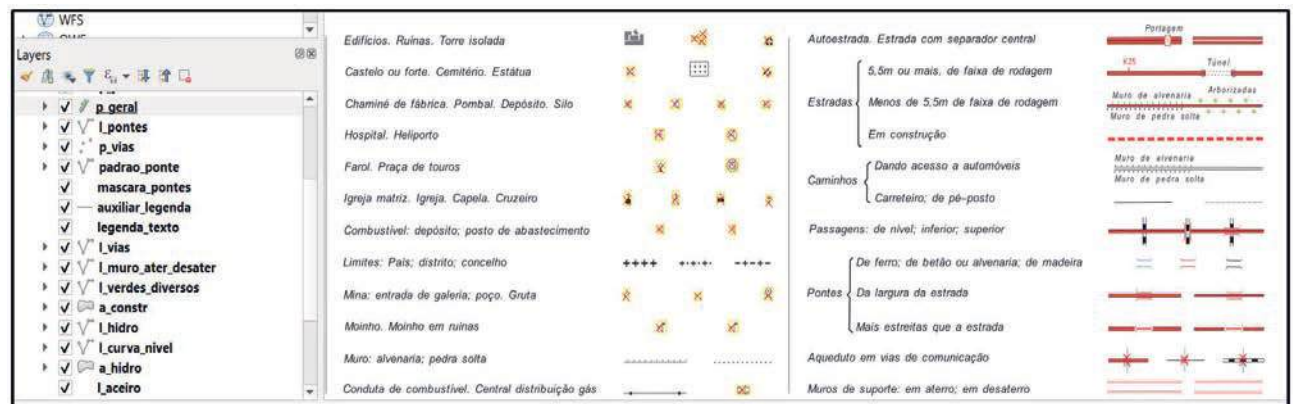 WFS
Layers
p_geral
l_pontes
p_vias
padrao_ponte
mascara_pontes
auxiliar_legenda
legenda_texto
l_vias
l_muro_ater_desater
l_verdes_diversos
a_constr
l_hidro
l_curva_nivel
a_hidro
l_aceiro
Edifícios. Ruínas. Torre isolada
Castelo ou forte. Cemitério. Estátua
Chaminé de fábrica. Pombal. Depósito. Silo
Hospital. Heliporto
Farol. Praça de touros
Igreja matriz. Igreja. Capela. Cruzeiro
Combustível: depósito; posto de abastecimento
Limites: País; distrito; concelho
Mina: entrada de galeria; poço. Gruta
Moinho. Moinho em ruínas
Muro: alvenaria; pedra solta
Conduta de combustível. Central distribuição gás
Autoestrada. Estrada com separador central
Portagem
Estradas
5,5m ou mais, de faixa de rodagem
K25
Túnel
Menos de 5,5m de faixa de rodagem
Muro de alvenaria
Arborizadas
Muro de pedra solta
Em construção
Caminhos
Dando acesso a automóveis
Muro de alvenaria
Muro de pedra solta
Carreteiro; de pé-posto
Passagens: de nível; inferior; superior
Pontes
De ferro; de betão ou alvenaria; de madeira
Da largura da estrada
Mais estreitas que a estrada
Aqueduto em vias de comunicação
Muros de suporte: em aterro; em desaterro